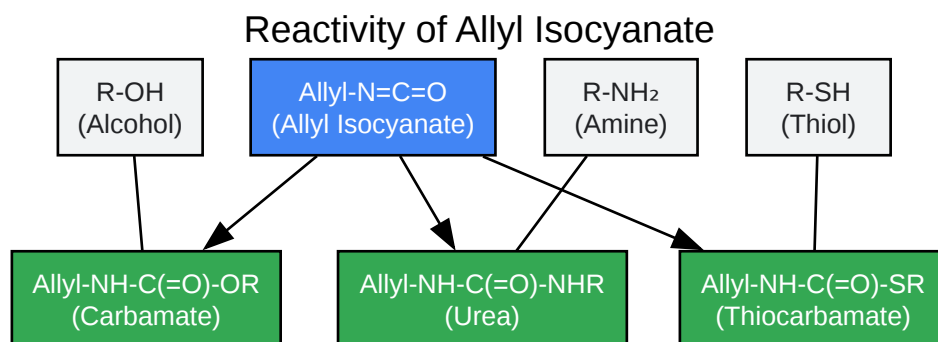 Reactivity of Allyl Isocyanate
R-OH
(Alcohol)
Allyl-N=C=O
(Allyl Isocyanate)
R-NH₂
(Amine)
R-SH
(Thiol)
Allyl-NH-C(=O)-OR
(Carbamate)
Allyl-NH-C(=O)-NHR
(Urea)
Allyl-NH-C(=O)-SR
(Thiocarbamate)